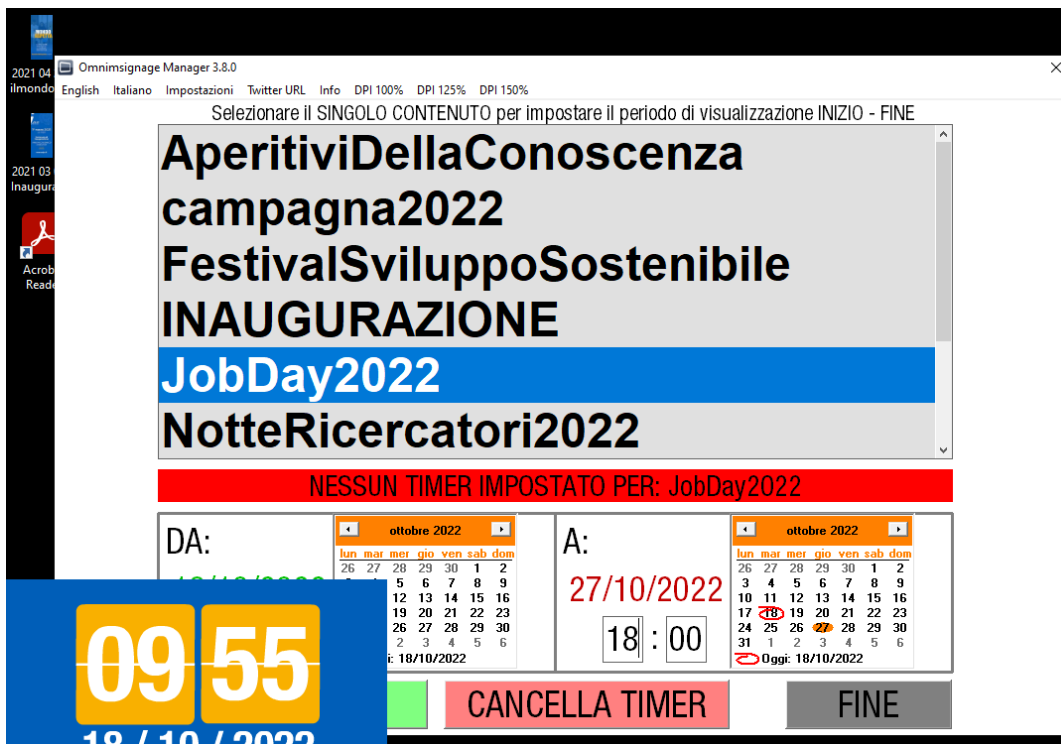 2021 04
ilmondo
2021 03
Inaugura
Acrob
Reade
Omnimsignage Manager 3.8.0
English Italiano Impostazioni Twitter URL Info DPI 100% DPI 125% DPI 150%
Selezionare il SINGOLO CONTENUTO per impostare il periodo di visualizzazione INIZIO - FINE
AperitiviDellaConoscenza
campagna2022
FestivalSviluppoSostenibile
INAUGURAZIONE
JobDay2022
NotteRicercatori2022
NESSUN TIMER IMPOSTATO PER: JobDay2022
DA:
ottobre 2022
lun mar mer gio ven sab dom
26 27 28 29 30 1 2
5 6 7 8 9
12 13 14 15 16
19 20 21 22 23
26 27 28 29 30
2 3 4 5 6
i: 18/10/2022
A:
27/10/2022
18 : 00
ottobre 2022
lun mar mer gio ven sab dom
26 27 28 29 30 1 2
3 4 5 6 7 8 9
10 11 12 13 14 15 16
17 18 19 20 21 22 23
24 25 26 27 28 29 30
31 1 2 3 4 5 6
Oggi: 18/10/2022
CANCELLA TIMER
FINE
09 55
18 / 10 / 2022